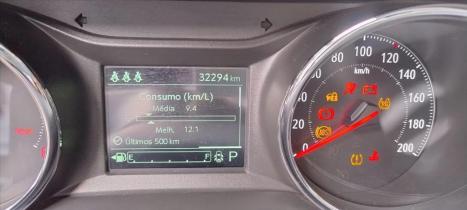 32294 km
Consumo (km/L)
Média 9.4
Melh. 12.1
Últimos 500 km
E F P
0 20 40 60 80 100 120 140 160 180 200
km/h